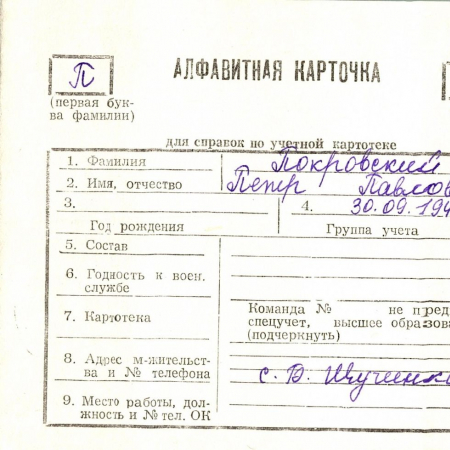 П
АЛФАВИТНАЯ КАРТОЧКА
(первая бук-
ва фамилии)
для справок по учетной картотеке
1. Фамилия Покровский
2. Имя, отчество Петр Павлов
3. 4. 30.09.194
Год рождения Группа учета
5. Состав
6. Годность к воен.
службе
7. Картотека
Команда № не пред
спецучет, высшее образова
(подчеркнуть)
8. Адрес м-жительст-
ва и № телефона
с. В.
9. Место работы, дол-
жность и № тел. ОК